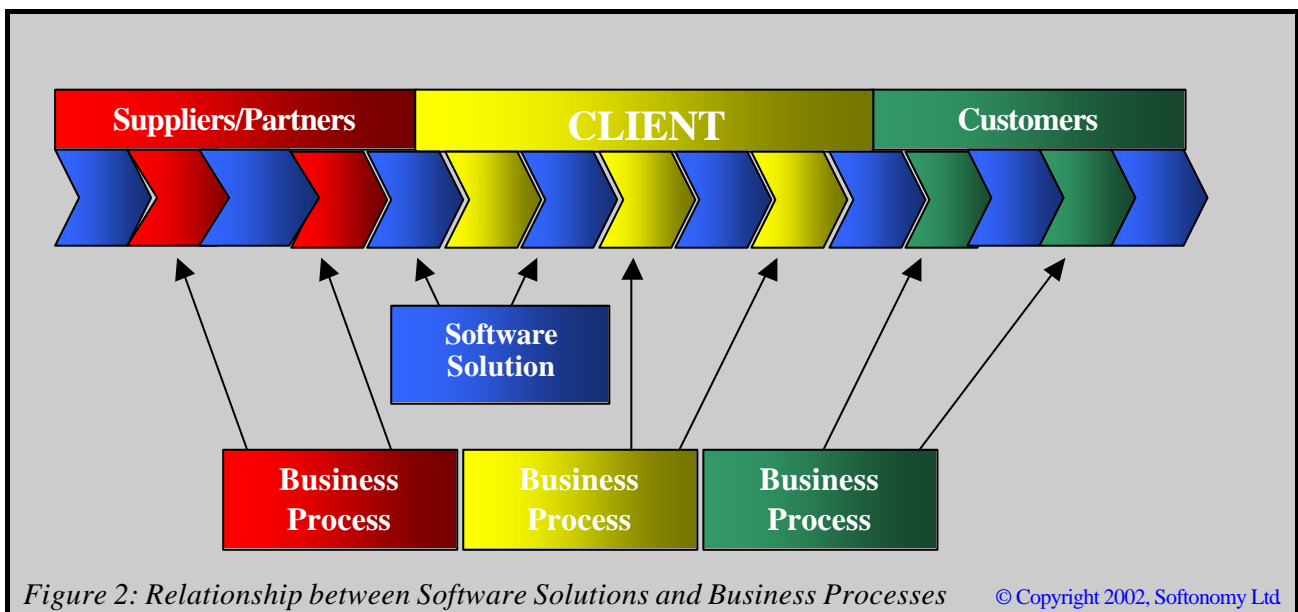 Suppliers/Partners
CLIENT
Customers
Software
Solution
Business
Process
Business
Process
Business
Process
Figure 2: Relationship between Software Solutions and Business Processes
© Copyright 2002, Softonomy Ltd.